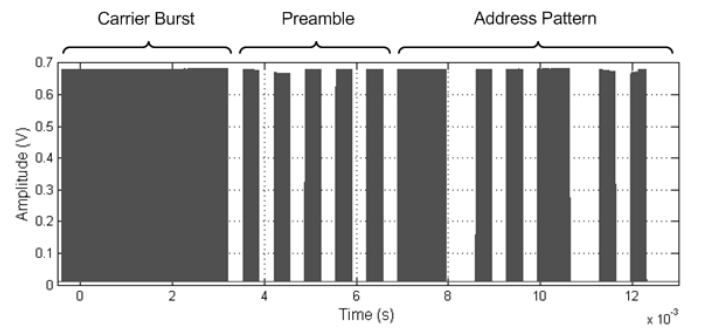 Carrier Burst Preamble Address Pattern
0.7
0.6
0.5
0.4
0.3
0.2
0.1
0
Amplitude (V)
0 2 4 6 8 10 12
Time (s)
x 10-3